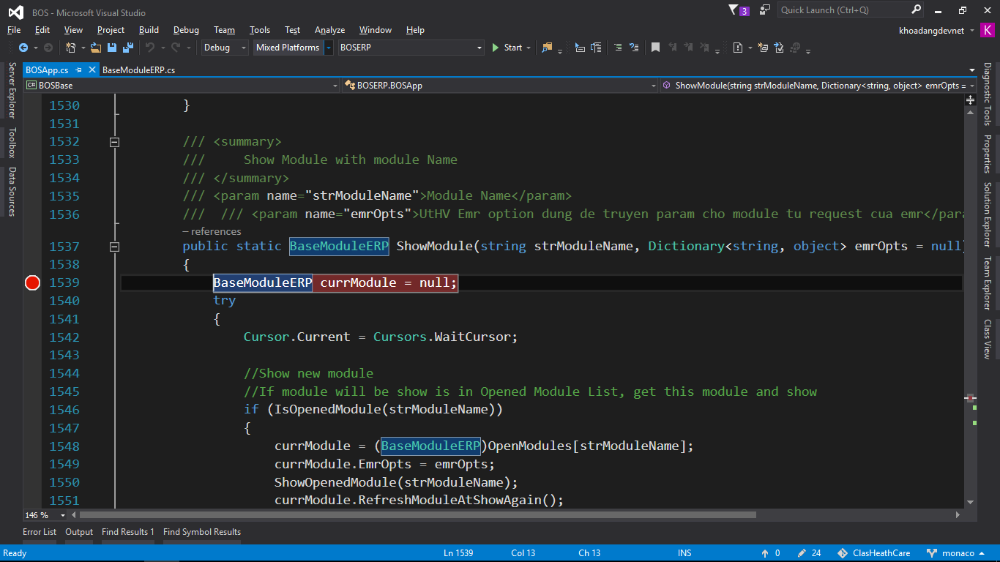 BOS - Microsoft Visual Studio
3
Quick Launch (Ctrl+Q)
File Edit View Project Build Debug Team Tools Test Analyze Window Help
khoadangdevnet K
Debug Mixed Platforms BOSERP Start
BOSApp.cs BaseModuleERP.cs
C# BOSBase BOSERP.BOSApp ShowModule(string strModuleName, Dictionary<string, object> emrOpts =
Server Explorer
Toolbox
Data Sources
1530 }
1531
1532 /// <summary>
1533 /// Show Module with module Name
1534 /// </summary>
1535 /// <param name="strModuleName">Module Name</param>
1536 /// /// <param name="emrOpts">UtHV Emr option dung de truyen param cho module tu request cua emr</para
– references
1537 public static BaseModuleERP ShowModule(string strModuleName, Dictionary<string, object> emrOpts = null)
1538 {
1539 BaseModuleERP currModule = null;
1540 try
1541 {
1542 Cursor.Current = Cursors.WaitCursor;
1543
1544 //Show new module
1545 //If module will be show is in Opened Module List, get this module and show
1546 if (IsOpenedModule(strModuleName))
1547 {
1548 currModule = (BaseModuleERP)OpenModules[strModuleName];
1549 currModule.EmrOpts = emrOpts;
1550 ShowOpenedModule(strModuleName);
1551 currModule.RefreshModuleAtShowAgain();
Diagnostic Tools
Properties
Solution Explorer
Team Explorer
Class View
146 %
Error List Output Find Results 1 Find Symbol Results
Ready Ln 1539 Col 13 Ch 13 INS 0 24 ClasHeathCare monaco